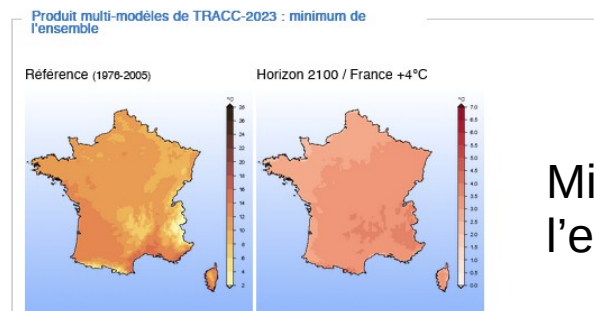 Produit multi-modèles de TRACC-2023 : minimum de
l'ensemble
Référence (1976-2005)
Horizon 2100 / France +4°C
Mi
l'e